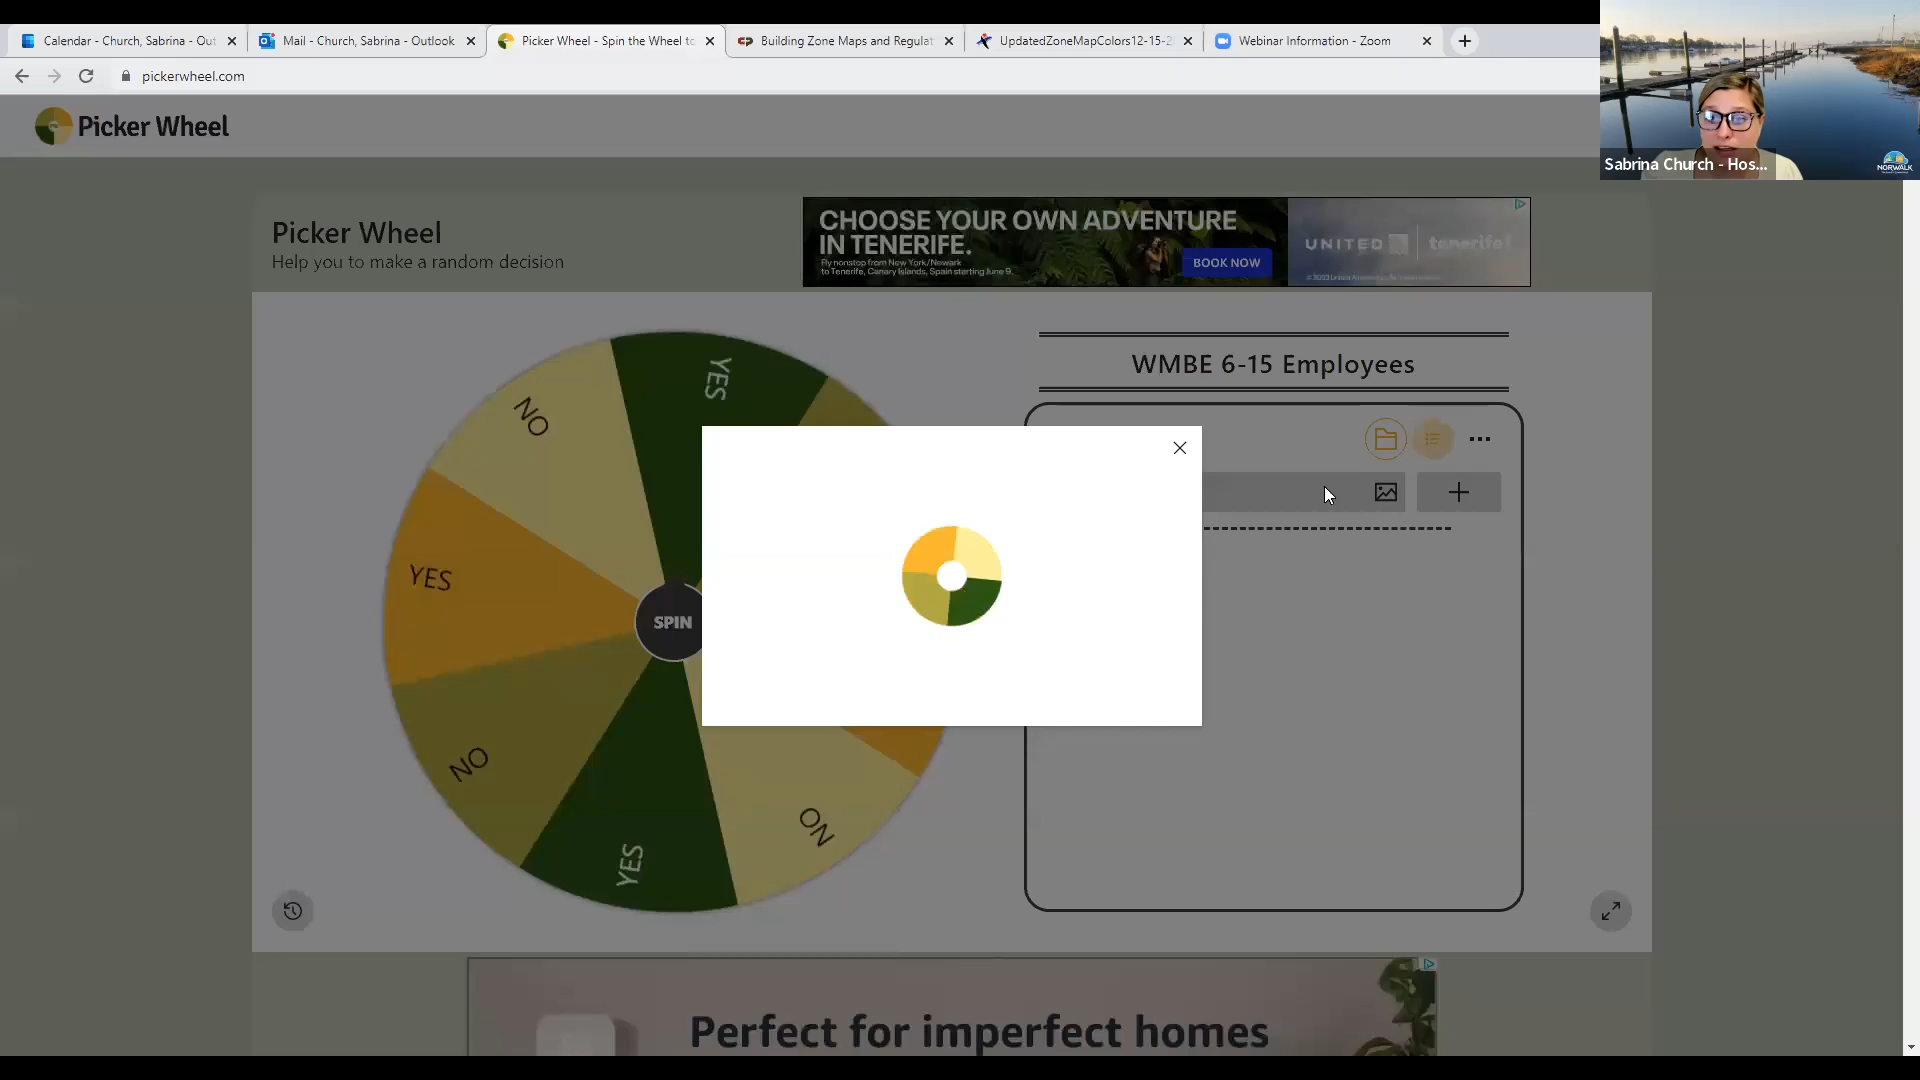 Calendar - Church, Sabrina - Out
Mail - Church, Sabrina - Outlook
Picker Wheel - Spin the Wheel to
Building Zone Maps and Regulat
UpdatedZoneMapColors12-15-2
Webinar Information - Zoom
pickerwheel.com
Picker Wheel
Sabrina Church - Hos...
NORWALK
Picker Wheel
Help you to make a random decision
CHOOSE YOUR OWN ADVENTURE
IN TENERIFE.
Fly nonstop from New York/Newark
to Tenerife, Canary Islands, Spain starting June 9.
BOOK NOW
UNITED
tenerife!
WMBE 6-15 Employees
YES
NO
YES
NO
YES
NO
SPIN
Perfect for imperfect homes